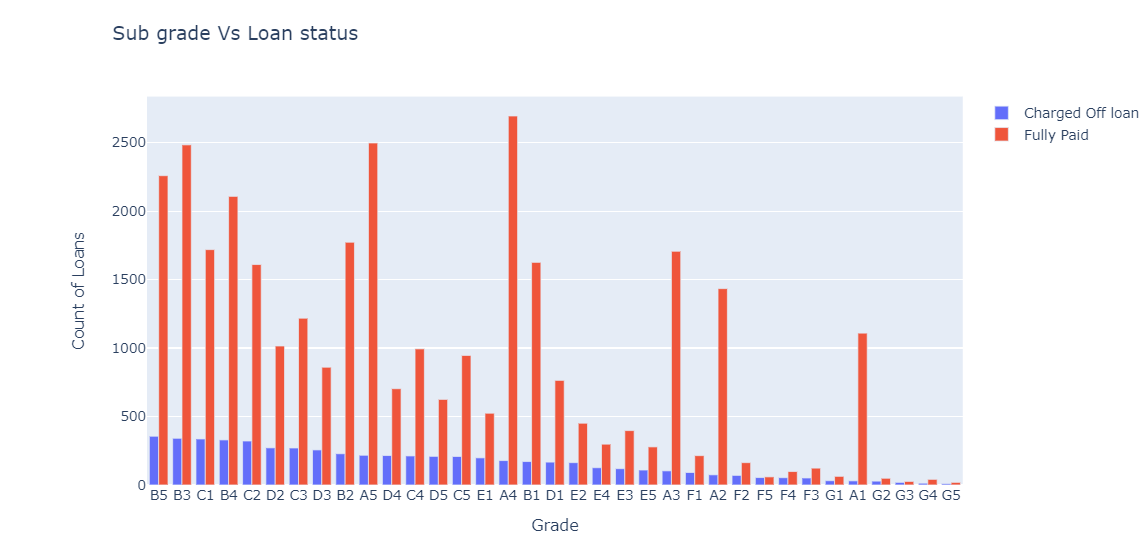 Sub grade Vs Loan status
Charged Off loan
Fully Paid
2500
2000
1500
1000
500
0
Count of Loans
B5 B3 C1 B4 C2 D2 C3 D3 B2 A5 D4 C4 D5 C5 E1 A4 B1 D1 E2 E4 E3 E5 A3 F1 A2 F2 F5 F4 F3 G1 A1 G2 G3 G4 G5
Grade